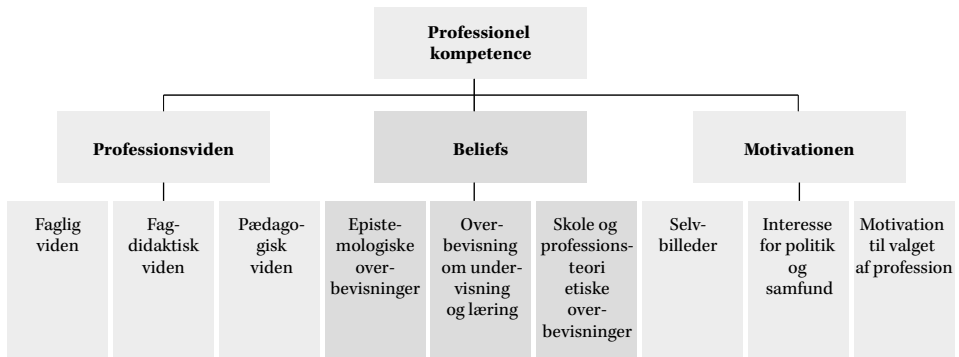 Professionel
kompetence
Professionsviden
Beliefs
Motivationen
Faglig
viden
Fag-
didaktisk
viden
Pædago-
gisk
viden
Episte-
mologiske
over-
bevisninger
Over-
bevisning
om under-
visning
og læring
Skole og
professions-
teori
etiske
over-
bevisninger
Selv-
billeder
Interesse
for politik
og
samfund
Motivation
til valget
af profession